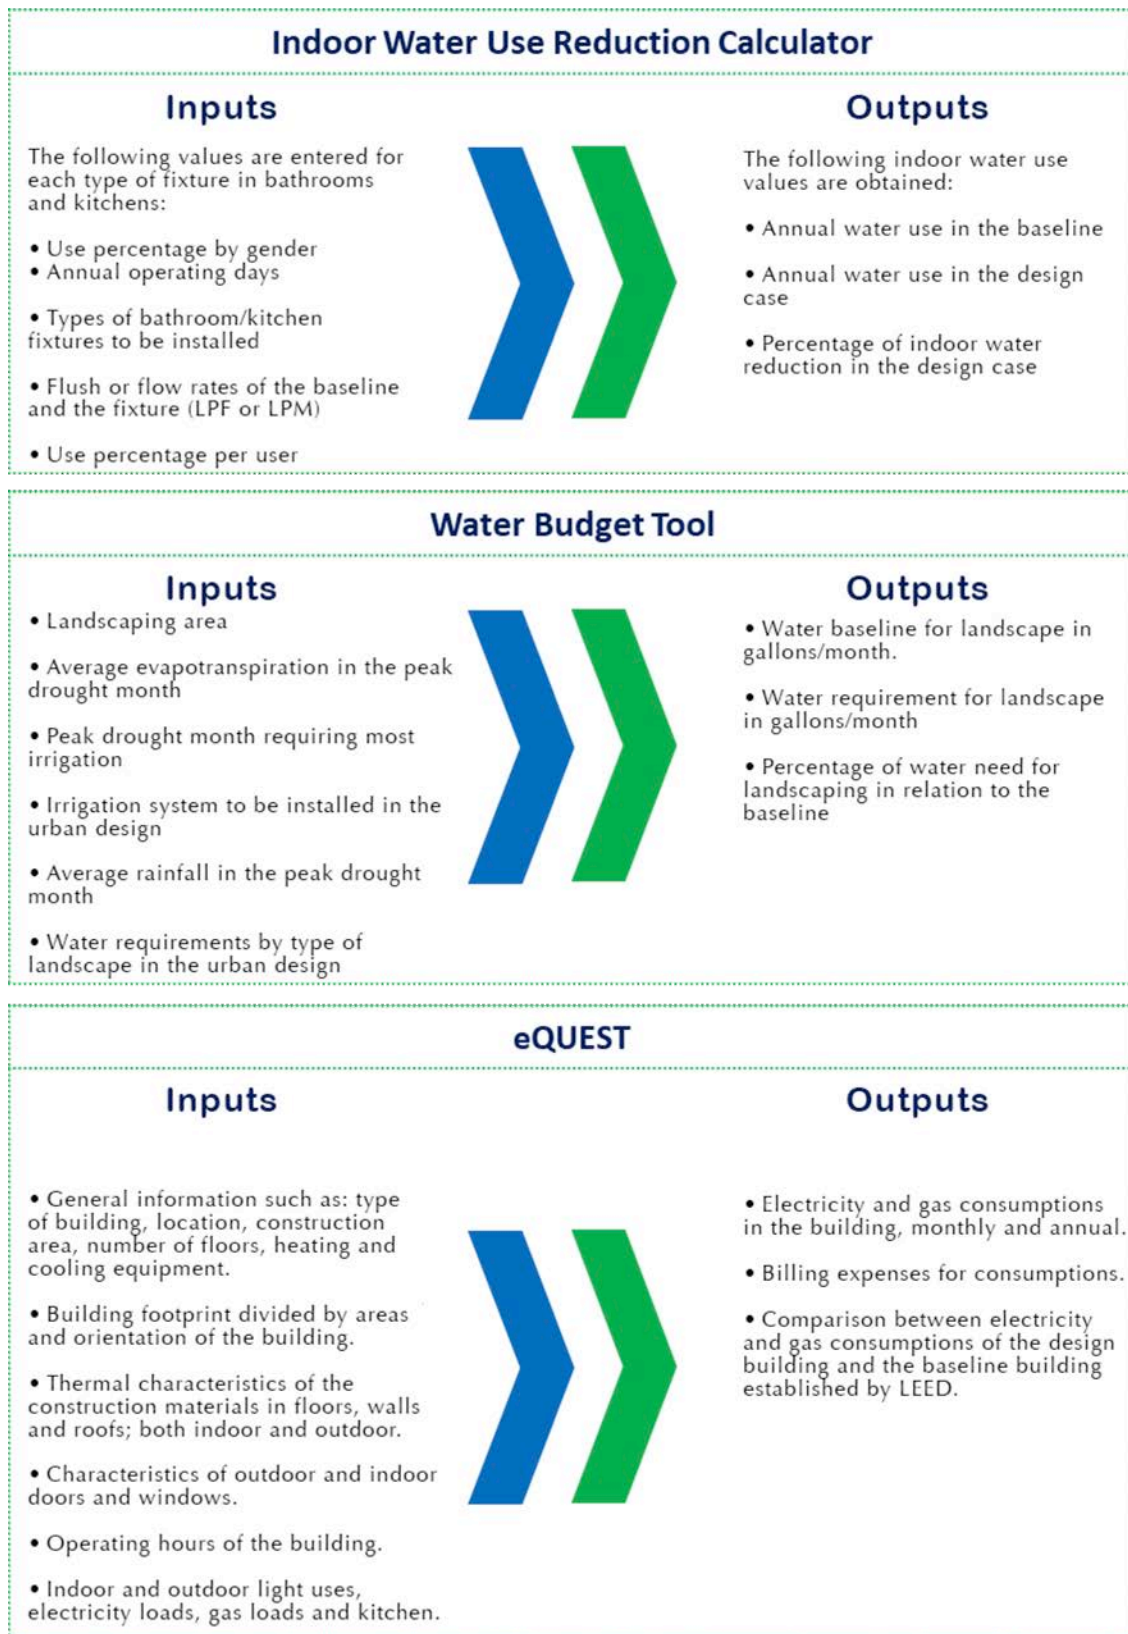 Indoor Water Use Reduction Calculator
Inputs
The following values are entered for
each type of fixture in bathrooms
and kitchens:
• Use percentage by gender
• Annual operating days
• Types of bathroom/kitchen
fixtures to be installed
• Flush or flow rates of the baseline
and the fixture (LPF or LPM)
• Use percentage per user
Outputs
The following indoor water use
values are obtained:
• Annual water use in the baseline
• Annual water use in the design
case
• Percentage of indoor water
reduction in the design case
Water Budget Tool
Inputs
• Landscaping area
• Average evapotranspiration in the peak
drought month
• Peak drought month requiring most
irrigation
• Irrigation system to be installed in the
urban design
• Average rainfall in the peak drought
month
• Water requirements by type of
landscape in the urban design
Outputs
• Water baseline for landscape in
gallons/month.
• Water requirement for landscape
in gallons/month
• Percentage of water need for
landscaping in relation to the
baseline
eQUEST
Inputs
• General information such as: type
of building, location, construction
area, number of floors, heating and
cooling equipment.
• Building footprint divided by areas
and orientation of the building.
• Thermal characteristics of the
construction materials in floors, walls
and roofs; both indoor and outdoor.
• Characteristics of outdoor and indoor
doors and windows.
• Operating hours of the building.
• Indoor and outdoor light uses,
electricity loads, gas loads and kitchen.
Outputs
• Electricity and gas consumptions
in the building, monthly and annual.
• Billing expenses for consumptions.
• Comparison between electricity
and gas consumptions of the design
building and the baseline building
established by LEED.